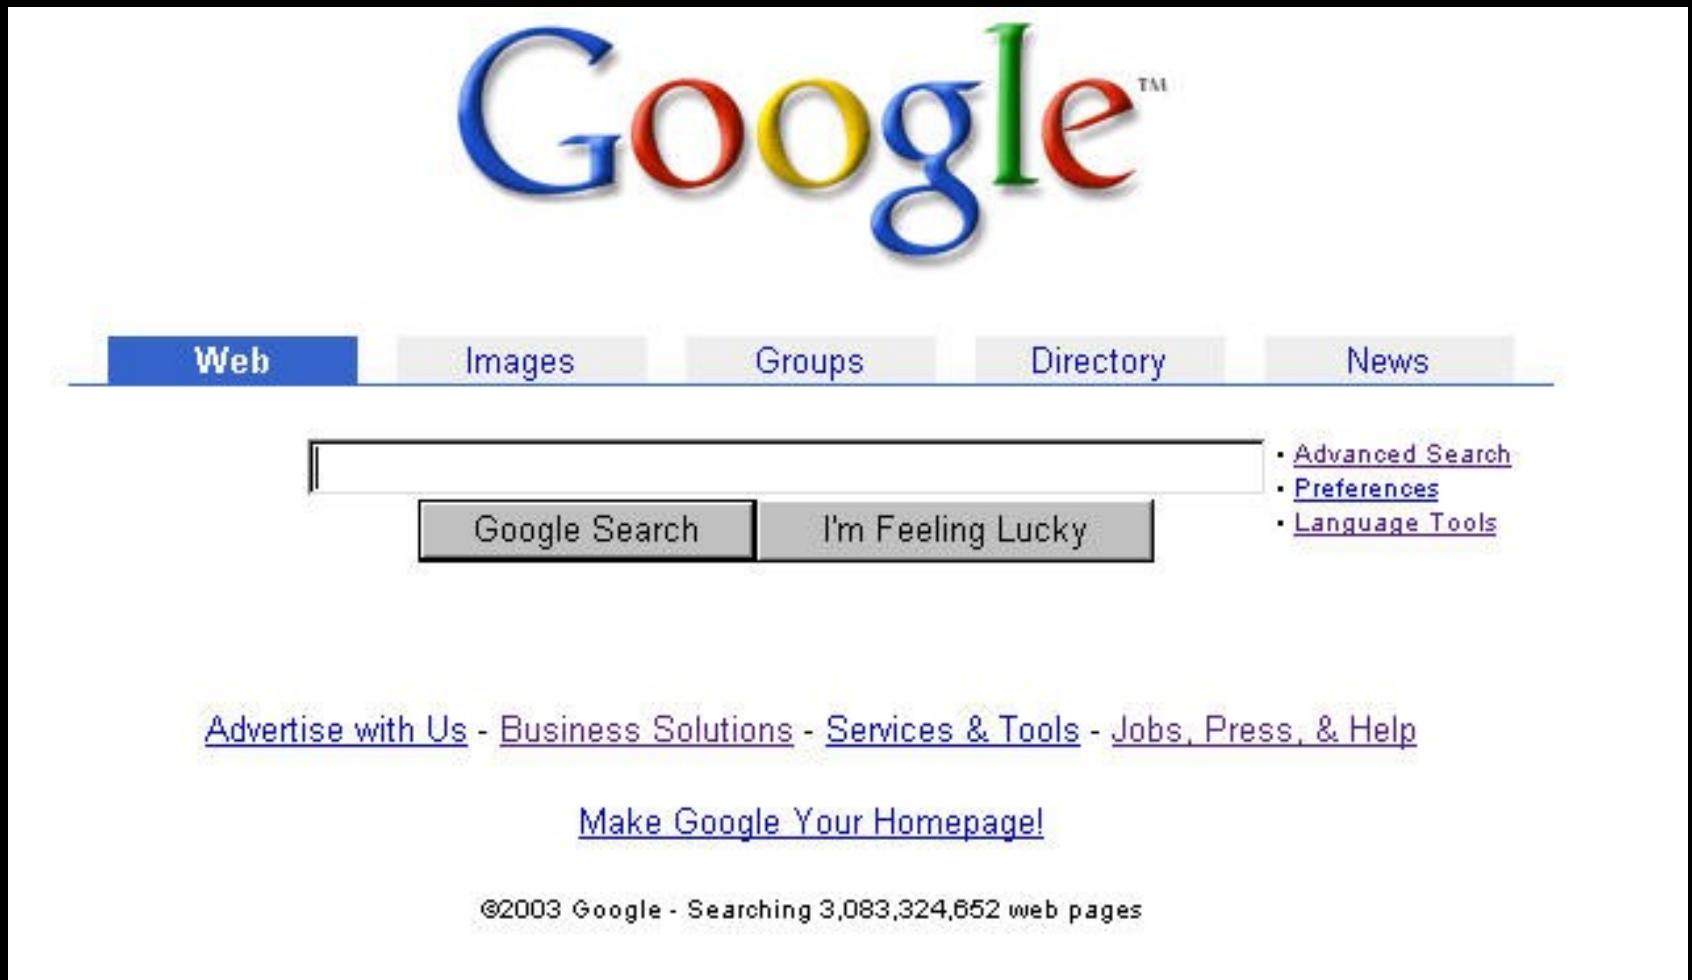 Google™
Web Images Groups Directory News
• Advanced Search
• Preferences
• Language Tools
Google Search I'm Feeling Lucky
Advertise with Us - Business Solutions - Services & Tools - Jobs, Press, & Help
Make Google Your Homepage!
©2003 Google - Searching 3,083,324,652 web pages